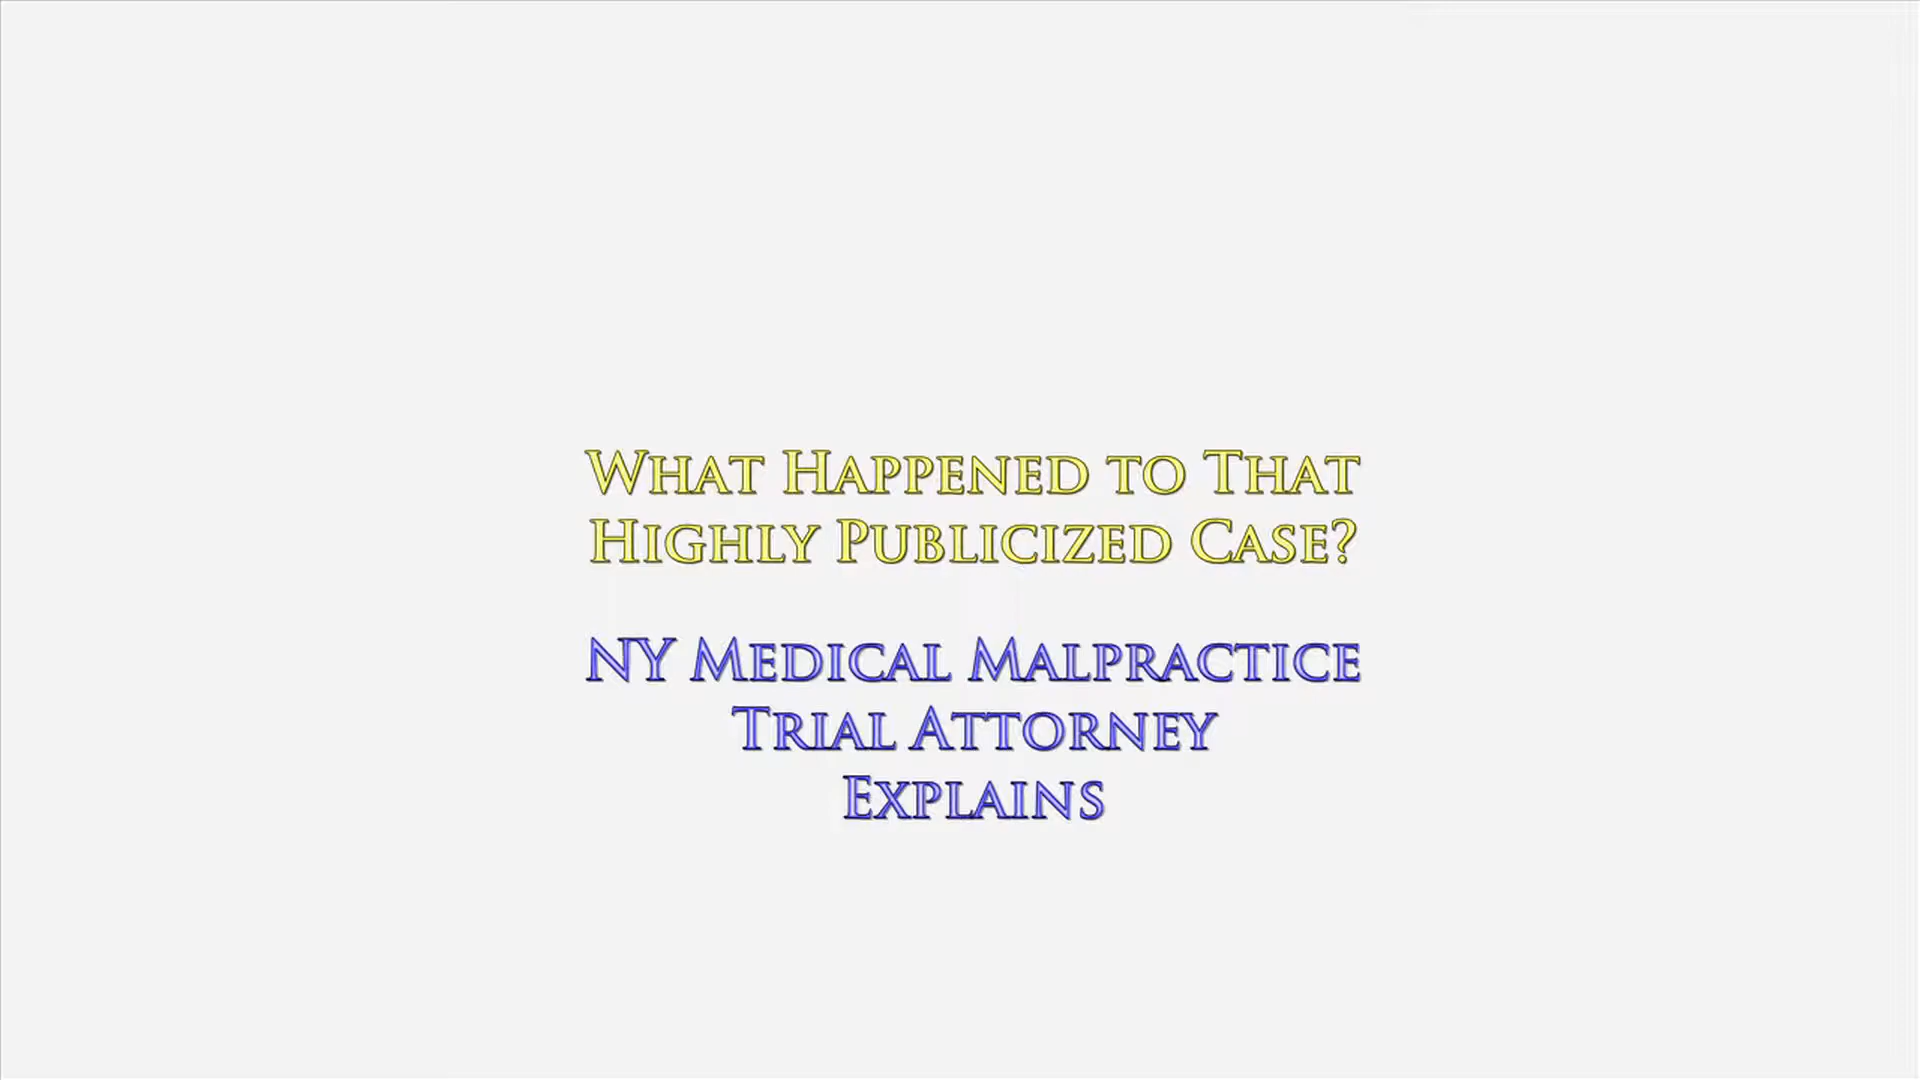 What Happened to That
Highly Publicized Case?
NY Medical Malpractice
Trial Attorney
Explains